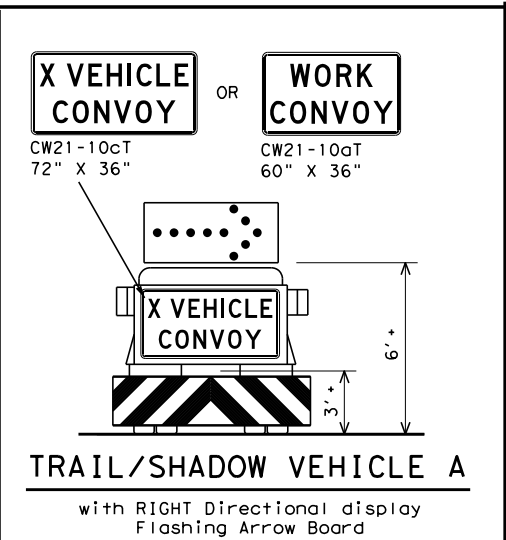 X VEHICLE
CONVOY
OR
WORK
CONVOY
CW21-10cT
72" X 36"
CW21-10aT
60" X 36"
X VEHICLE
CONVOY
6'+
3'+
TRAIL/SHADOW VEHICLE A
with RIGHT Directional display
Flashing Arrow Board